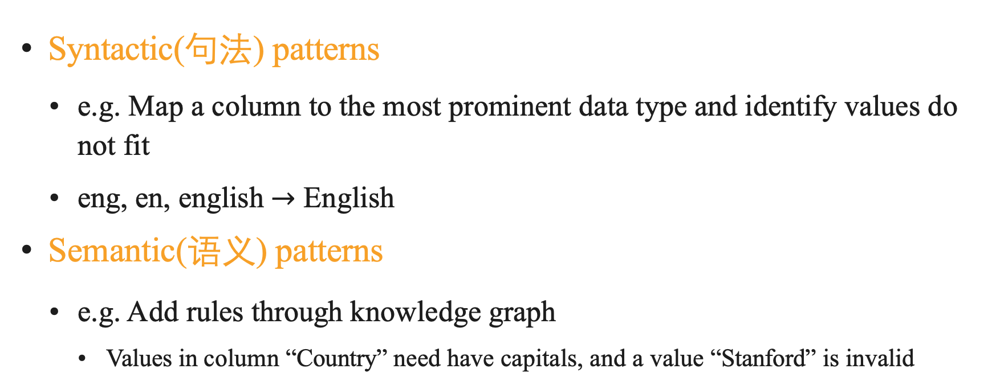 • Syntactic(句法) patterns
• e.g. Map a column to the most prominent data type and identify values do
not fit
• eng, en, english → English
• Semantic(语义) patterns
• e.g. Add rules through knowledge graph
• Values in column “Country” need have capitals, and a value “Stanford” is invalid